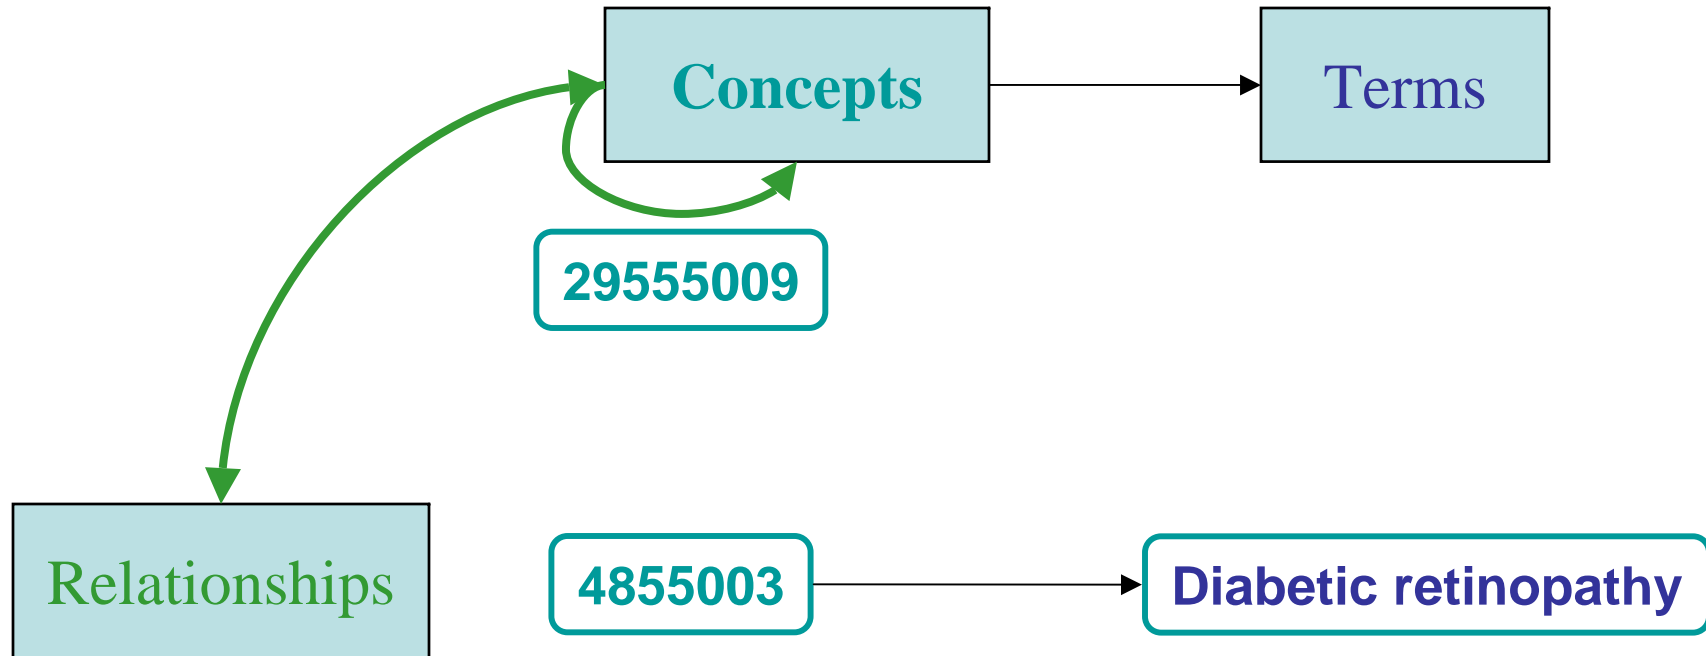 Concepts
Terms
29555009
Relationships
4855003
Diabetic retinopathy